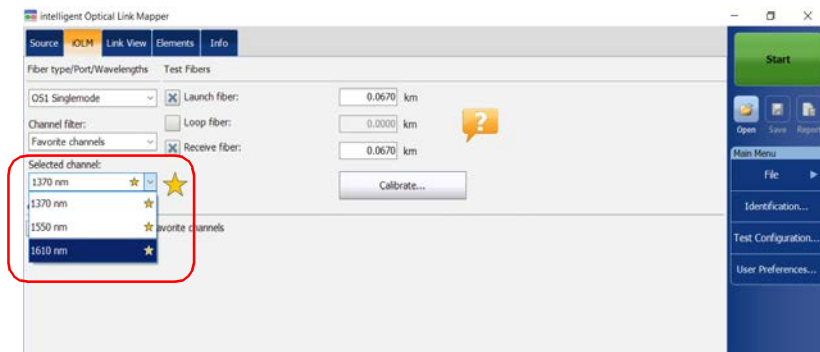 intelligent Optical Link Mapper
Source iOLM Link View Elements Info
Fiber type/Port/Wavelengths Test Fibers
OS1 Singlemode
Launch fiber: 0.0670 km
Channel filter:
Loop fiber: 0.0000 km
Favorite channels
Receive fiber: 0.0670 km
Selected channel:
1370 nm
Calibrate...
1370 nm
1550 nm
avorite channels
1610 nm
Start
Open Save Report
Main Menu
File
Identification...
Test Configuration...
User Preferences...